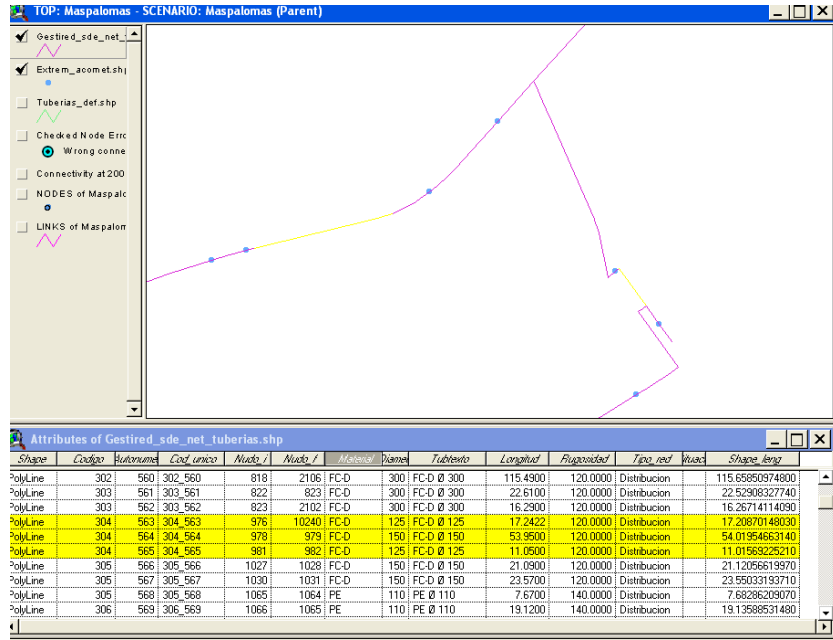 TOP: Maspalomas - SCENARIO: Maspalomas (Parent)
Gestired_sde_net_
Extrem_acomet.shp
Tuberias_def.shp
Checked Node Erro
Wrong conne
Connectivity at 200
NODES of Maspalo
LINKS of Maspalom
Attributes of Gestired_sde_net_tuberias.shp
Shape Codigo Autonume Cod_unico Nudo_i Nudo_f Material Diame Tubtexto Longitud Rugosidad Tipo_red ituac Shape_leng
PolyLine 302 560 302_560 818 2106 FC-D 300 FC-D Ø 300 115.4900 120.0000 Distribucion 115.65850974800
PolyLine 303 561 303_561 822 823 FC-D 300 FC-D Ø 300 22.6100 120.0000 Distribucion 22.52908327740
PolyLine 303 562 303_562 823 2102 FC-D 300 FC-D Ø 300 16.2900 120.0000 Distribucion 16.26714114090
PolyLine 304 563 304_563 976 10240 FC-D 125 FC-D Ø 125 17.2422 120.0000 Distribucion 17.20870148030
PolyLine 304 564 304_564 978 979 FC-D 150 FC-D Ø 150 53.9500 120.0000 Distribucion 54.01954663140
PolyLine 304 565 304_565 981 982 FC-D 125 FC-D Ø 125 11.0500 120.0000 Distribucion 11.01569225210
PolyLine 305 566 305_566 1027 1028 FC-D 150 FC-D Ø 150 21.0900 120.0000 Distribucion 21.12056619970
PolyLine 305 567 305_567 1030 1031 FC-D 150 FC-D Ø 150 23.5700 120.0000 Distribucion 23.55033193710
PolyLine 305 568 305_568 1065 1064 PE 110 PE Ø 110 7.6700 140.0000 Distribucion 7.68286209070
PolyLine 306 569 306_569 1066 1065 PE 110 PE Ø 110 19.1200 140.0000 Distribucion 19.13588531480